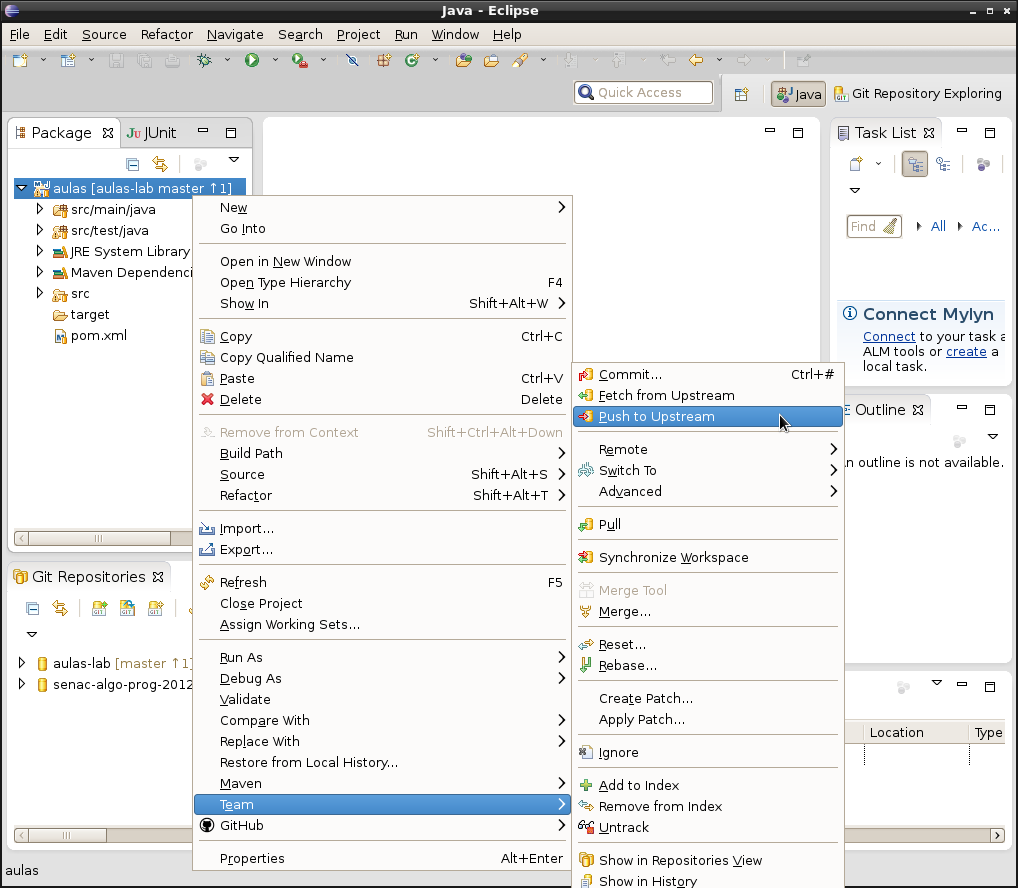 Java - Eclipse
File Edit Source Refactor Navigate Search Project Run Window Help
Quick Access
Java
Git Repository Exploring
Package
JUnit
aulas [aulas-lab master ↑1]
src/main/java
src/test/java
JRE System Library
Maven Dependenci
src
target
pom.xml
Git Repositories
aulas-lab [master ↑1]
senac-algo-prog-2012
New
Go Into
Open in New Window
Open Type Hierarchy F4
Show In Shift+Alt+W
Copy Ctrl+C
Copy Qualified Name
Paste Ctrl+V
Delete Delete
Remove from Context Shift+Ctrl+Alt+Down
Build Path
Source Shift+Alt+S
Refactor Shift+Alt+T
Import...
Export...
Refresh F5
Close Project
Assign Working Sets...
Run As
Debug As
Validate
Compare With
Replace With
Restore from Local History...
Maven
Team
GitHub
Properties Alt+Enter
Commit... Ctrl+#
Fetch from Upstream
Push to Upstream
Remote
Switch To
Advanced
Pull
Synchronize Workspace
Merge Tool
Merge...
Reset...
Rebase...
Create Patch...
Apply Patch...
Ignore
Add to Index
Remove from Index
Untrack
Show in Repositories View
Show in History
Task List
Find All Ac...
Connect Mylyn
Connect to your task a
ALM tools or create a
local task.
Outline
n outline is not available.
Location Type
aulas